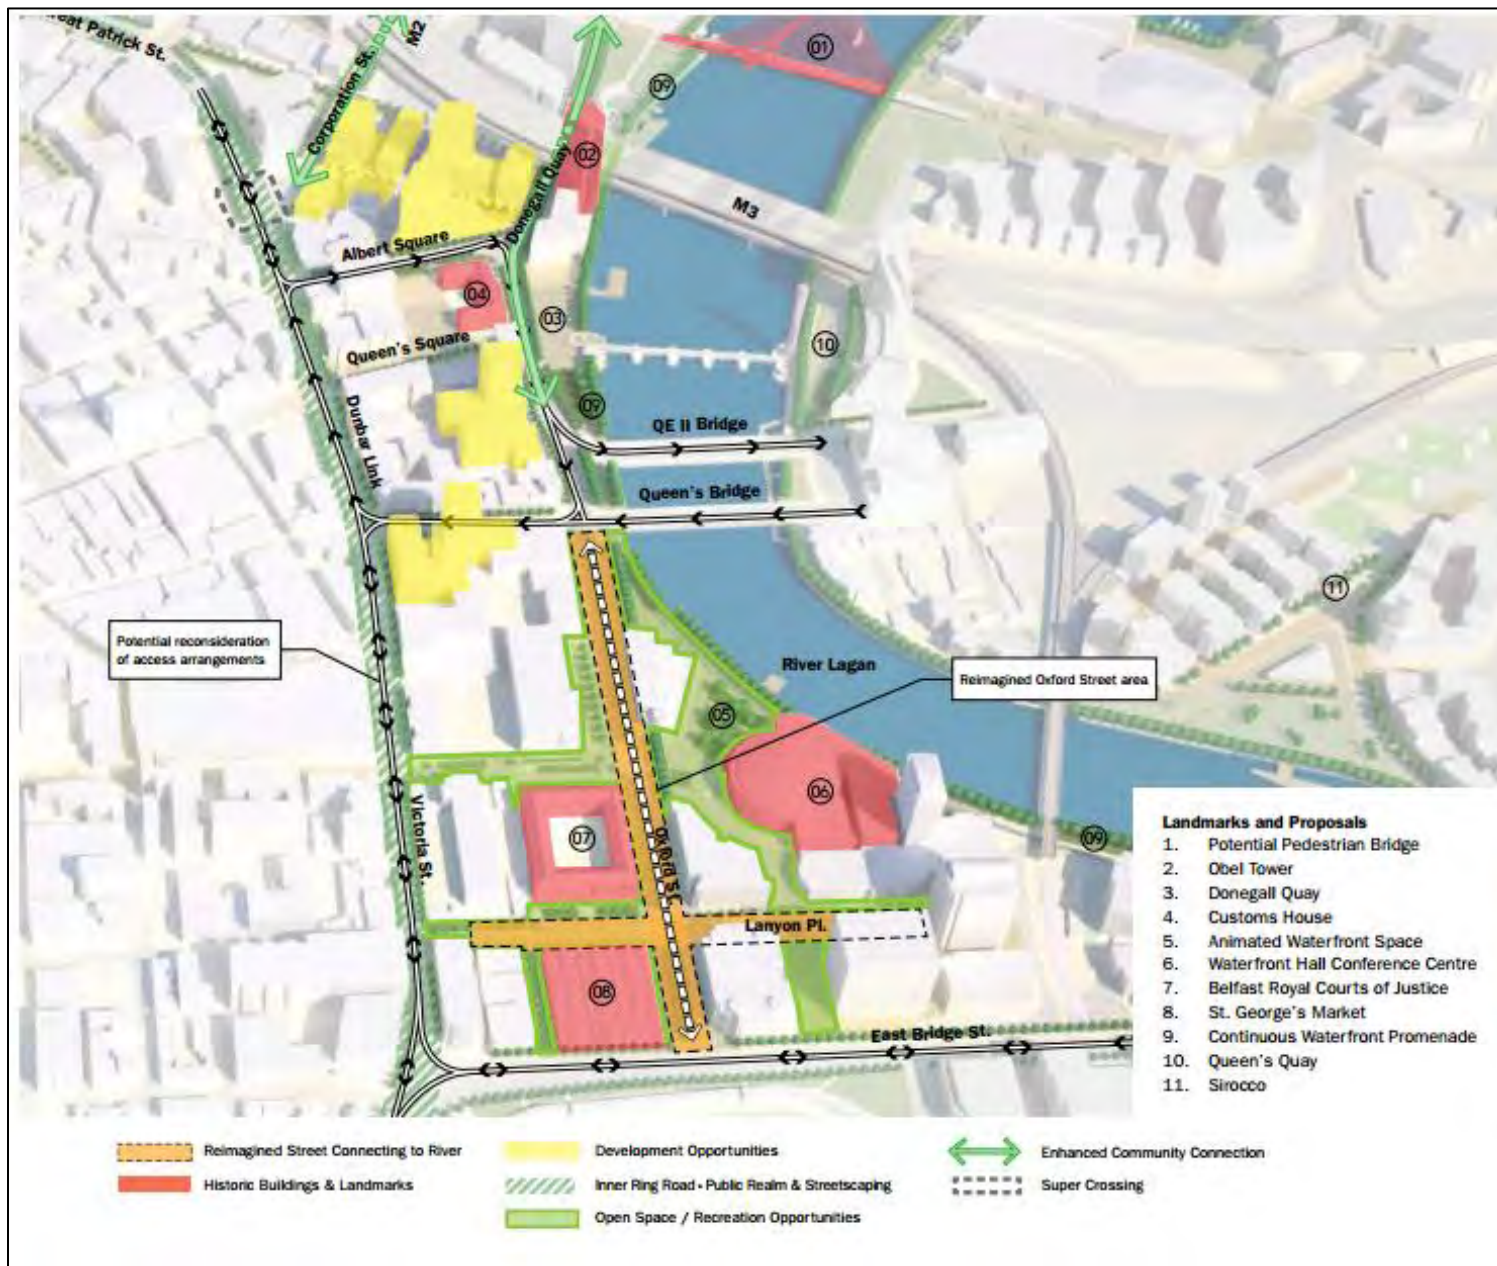 reat Patrick St.
Corporation St.
M2
01
09
02
Donegall Quay
M3
Albert Square
04
03
10
Queen's Square
09
QE II Bridge
Dunbar Link
Queen's Bridge
11
Potential reconsideration
of access arrangements
River Lagan
Reimagined Oxford Street area
05
06
Victoria St.
07
Oxford St.
09
Lanyon Pl.
08
East Bridge St.
Landmarks and Proposals
1. Potential Pedestrian Bridge
2. Obel Tower
3. Donegall Quay
4. Customs House
5. Animated Waterfront Space
6. Waterfront Hall Conference Centre
7. Belfast Royal Courts of Justice
8. St. George's Market
9. Continuous Waterfront Promenade
10. Queen's Quay
11. Sirocco
Reimagined Street Connecting to River
Development Opportunities
Enhanced Community Connection
Historic Buildings & Landmarks
Inner Ring Road - Public Realm & Streetscaping
Super Crossing
Open Space / Recreation Opportunities